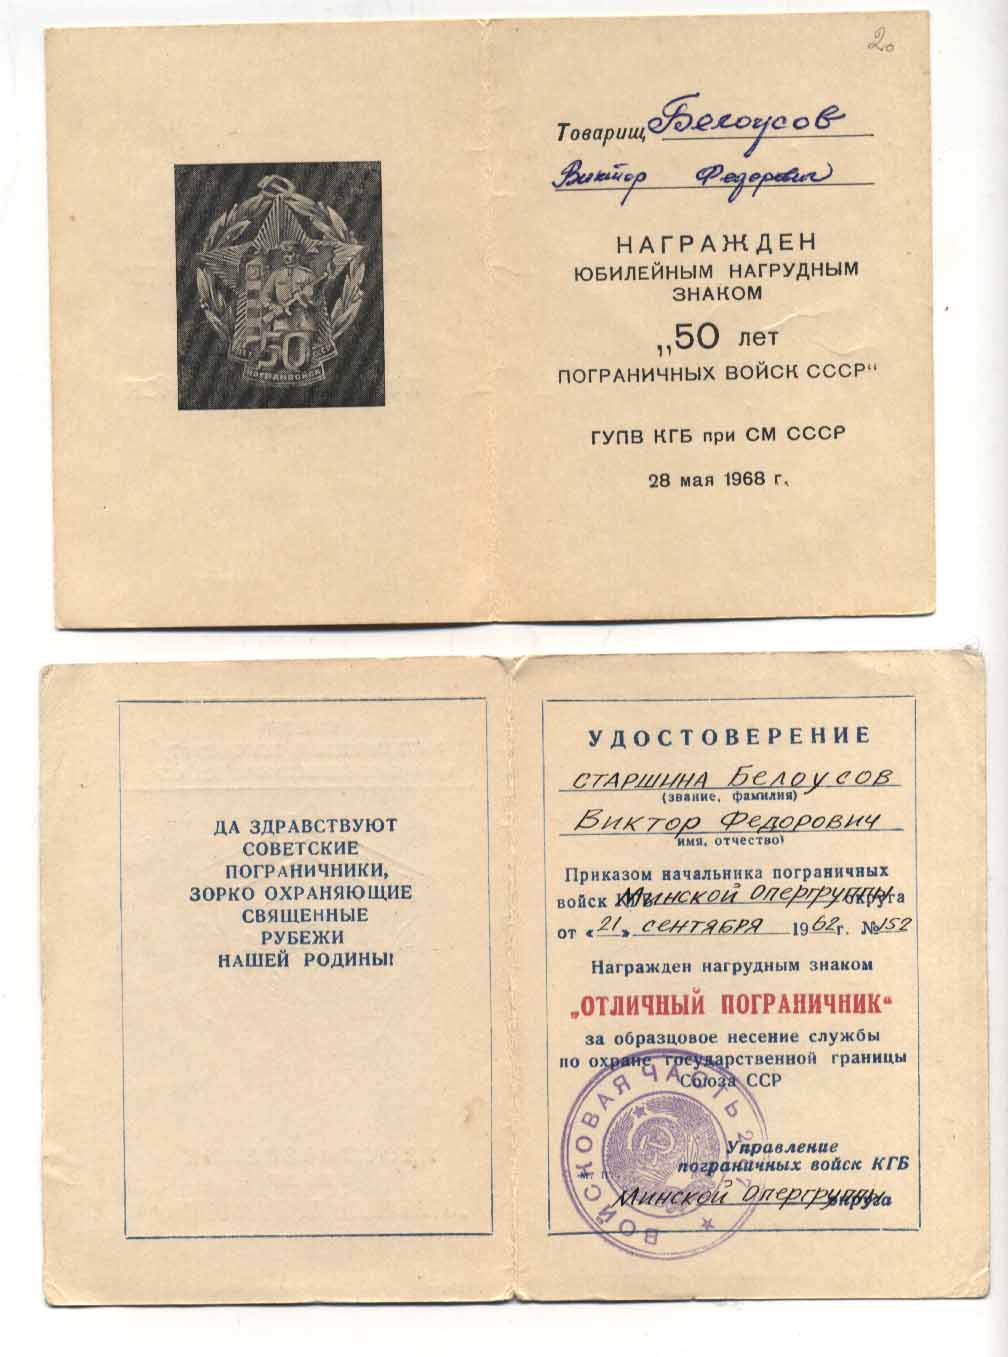 2.
50
ПОГРАНВОЙСК
Товарищ Белоусов
Виктор Федорович
НАГРАЖДЕН
ЮБИЛЕЙНЫМ НАГРУДНЫМ
ЗНАКОМ
„50 лет
ПОГРАНИЧНЫХ ВОЙСК СССР"
ГУПВ КГБ при СМ СССР
28 мая 1968 г.
ДА ЗДРАВСТВУЮТ
СОВЕТСКИЕ
ПОГРАНИЧНИКИ,
ЗОРКО ОХРАНЯЮЩИЕ
СВЯЩЕННЫЕ
РУБЕЖИ
НАШЕЙ РОДИНЫ!
УДОСТОВЕРЕНИЕ
СТАРШИНА БЕЛОУСОВ
(звание, фамилия)
ВИКТОР ФЕДОРОВИЧ
имя, отчество)
Приказом начальника пограничных
войск КГБ Минской Опергруппы округа
от «21» СЕНТЯБРЯ 1962г. №152
Награжден нагрудным знаком
„ОТЛИЧНЫЙ ПОГРАНИЧНИК"
за образцовое несение службы
по охране государственной границы
Союза ССР
ВОЙСКОВАЯ ЧАСТЬ
Управление
пограничных войск КГБ
М. П.
Минской Опергруппы округа